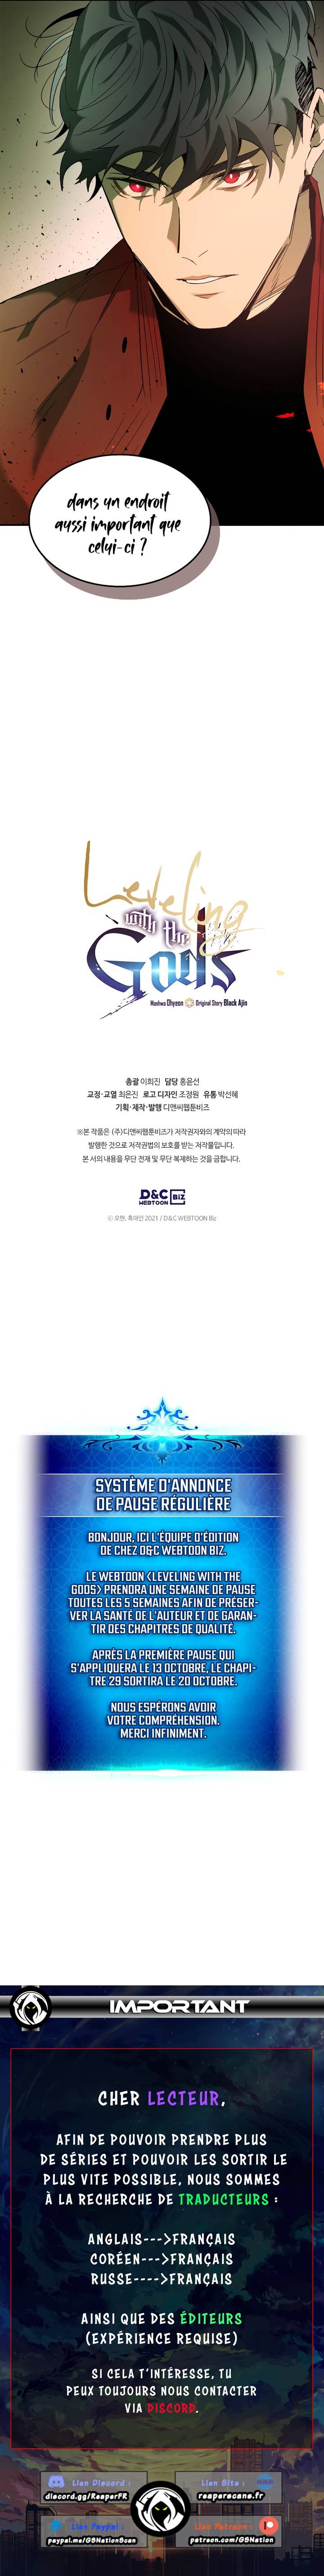 dans un endroit
aussi important que
celui-ci ?
Leveling
with the
Gods
Manhwa Ohyeon Original Story Black Ajin
총괄 이희진 담당 홍윤선
교정·교열 최은진 로고 디자인 조정원 유통 박선혜
기획·제작·발행 디앤씨웹툰비즈
※본 작품은 (주)디앤씨웹툰비즈가 저작권자와의 계약의 따라
발행한 것으로 저작권법의 보호를 받는 저작물입니다.
본 서의 내용을 무단 전재 및 무단 복제하는 것을 금합니다.
D&C
WEBTOON Biz
ⓒ 오현, 흑아인 2021 / D&C WEBTOON Biz
SYSTÈME D'ANNONCE
DE PAUSE RÉGULIÈRE
BONJOUR, ICI L'ÉQUIPE D'ÉDITION
DE CHEZ D&C WEBTOON BIZ.
LE WEBTOON <LEVELING WITH THE
GODS> PRENDRA UNE SEMAINE DE PAUSE
TOUTES LES 5 SEMAINES AFIN DE PRÉSER-
VER LA SANTÉ DE L'AUTEUR ET DE GARAN-
TIR DES CHAPITRES DE QUALITÉ.
APRÈS LA PREMIÈRE PAUSE QUI
S'APPLIQUERA LE 13 OCTOBRE, LE CHAPI-
TRE 29 SORTIRA LE 20 OCTOBRE.
NOUS ESPÉRONS AVOIR
VOTRE COMPRÉHENSION.
MERCI INFINIMENT.
IMPORTANT
CHER LECTEUR,
AFIN DE POUVOIR PRENDRE PLUS
DE SÉRIES ET POUVOIR LES SORTIR LE
PLUS VITE POSSIBLE, NOUS SOMMES
À LA RECHERCHE DE TRADUCTEURS :
ANGLAIS--->FRANÇAIS
CORÉEN--->FRANÇAIS
RUSSE---->FRANÇAIS
AINSI QUE DES ÉDITEURS
(EXPÉRIENCE REQUISE)
SI CELA T'INTÉRESSE, TU
PEUX TOUJOURS NOUS CONTACTER
VIA DISCORD.
Lien Discord :
discord.gg/ReaperFR
Lien Site :
reaperscans.fr
Lien Paypal :
paypal.me/GSNationScan
Lien Patreon :
patreon.com/GSNation